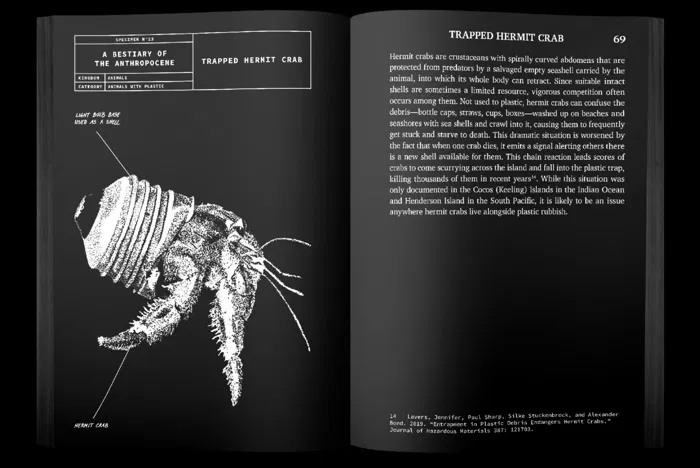 SPECIMEN Nº23
A BESTIARY OF
THE ANTHROPOCENE
KINGDOM ANIMALS
CATEGORY ANIMALS WITH PLASTIC
TRAPPED HERMIT CRAB
LIGHT BULB BASE
USED AS A SHELL
HERMIT CRAB
TRAPPED HERMIT CRAB 69
Hermit crabs are crustaceans with spirally curved abdomens that are
protected from predators by a salvaged empty seashell carried by the
animal, into which its whole body can retract. Since suitable intact
shells are sometimes a limited resource, vigorous competition often
occurs among them. Not used to plastic, hermit crabs can confuse the
debris—bottle caps, straws, cups, boxes—washed up on beaches and
seashores with sea shells and crawl into it, causing them to frequently
get stuck and starve to death. This dramatic situation is worsened by
the fact that when one crab dies, it emits a signal alerting others there
is a new shell available for them. This chain reaction leads scores of
crabs to come scurrying across the island and fall into the plastic trap,
killing thousands of them in recent years¹⁴. While this situation was
only documented in the Cocos (Keeling) Islands in the Indian Ocean
and Henderson Island in the South Pacific, it is likely to be an issue
anywhere hermit crabs live alongside plastic rubbish.
14 Lavers, Jennifer, Paul Sharp, Silke Stuckenbrock, and Alexander
Bond. 2019. "Entrapment in Plastic Debris Endangers Hermit Crabs."
Journal of Hazardous Materials 387: 121703.